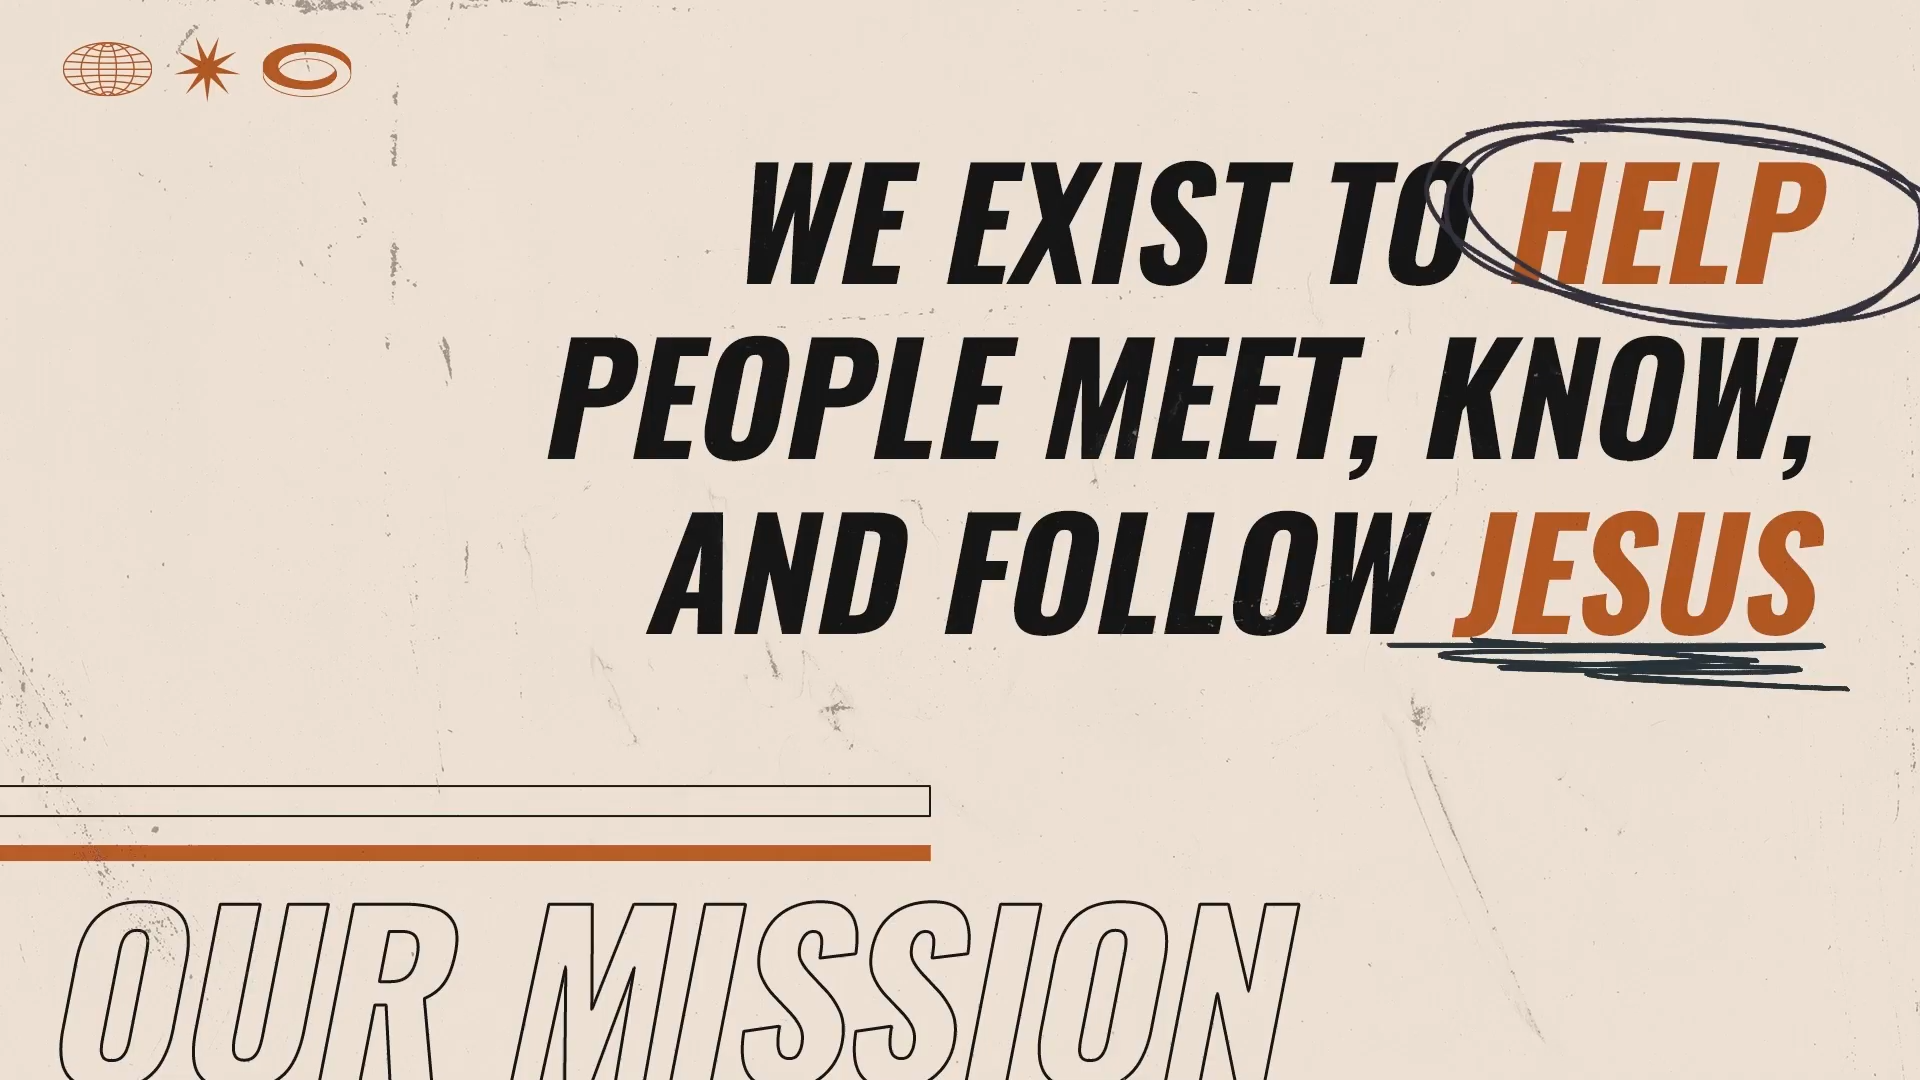 WE EXIST TO HELP
PEOPLE MEET, KNOW,
AND FOLLOW JESUS
OUR MISSION